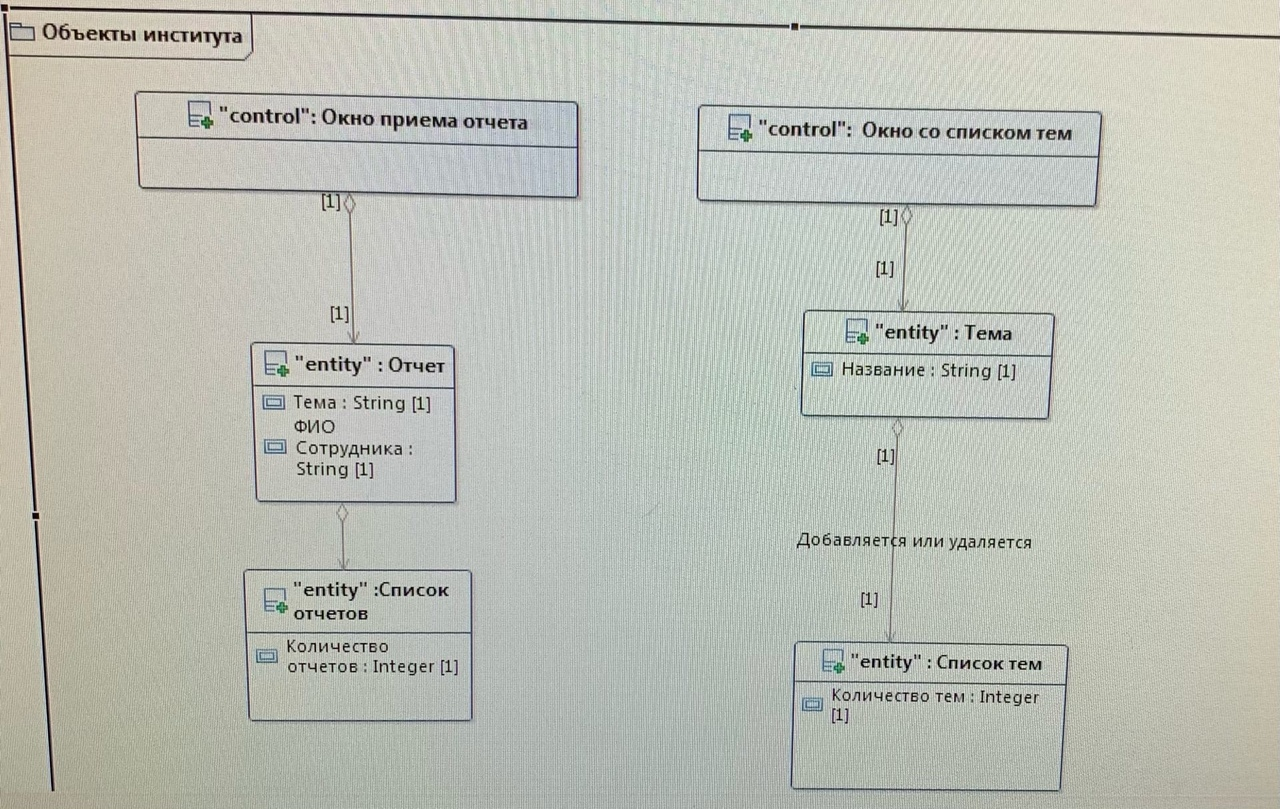 Объекты института
"control": Окно приема отчета
[1]
[1]
"entity" : Отчет
Тема : String [1]
ФИО
Сотрудника :
String [1]
"entity" :Список
отчетов
Количество
отчетов : Integer [1]
"control": Окно со списком тем
[1]
[1]
"entity" : Тема
Название : String [1]
[1]
Добавляется или удаляется
[1]
"entity" : Список тем
Количество тем : Integer
[1]